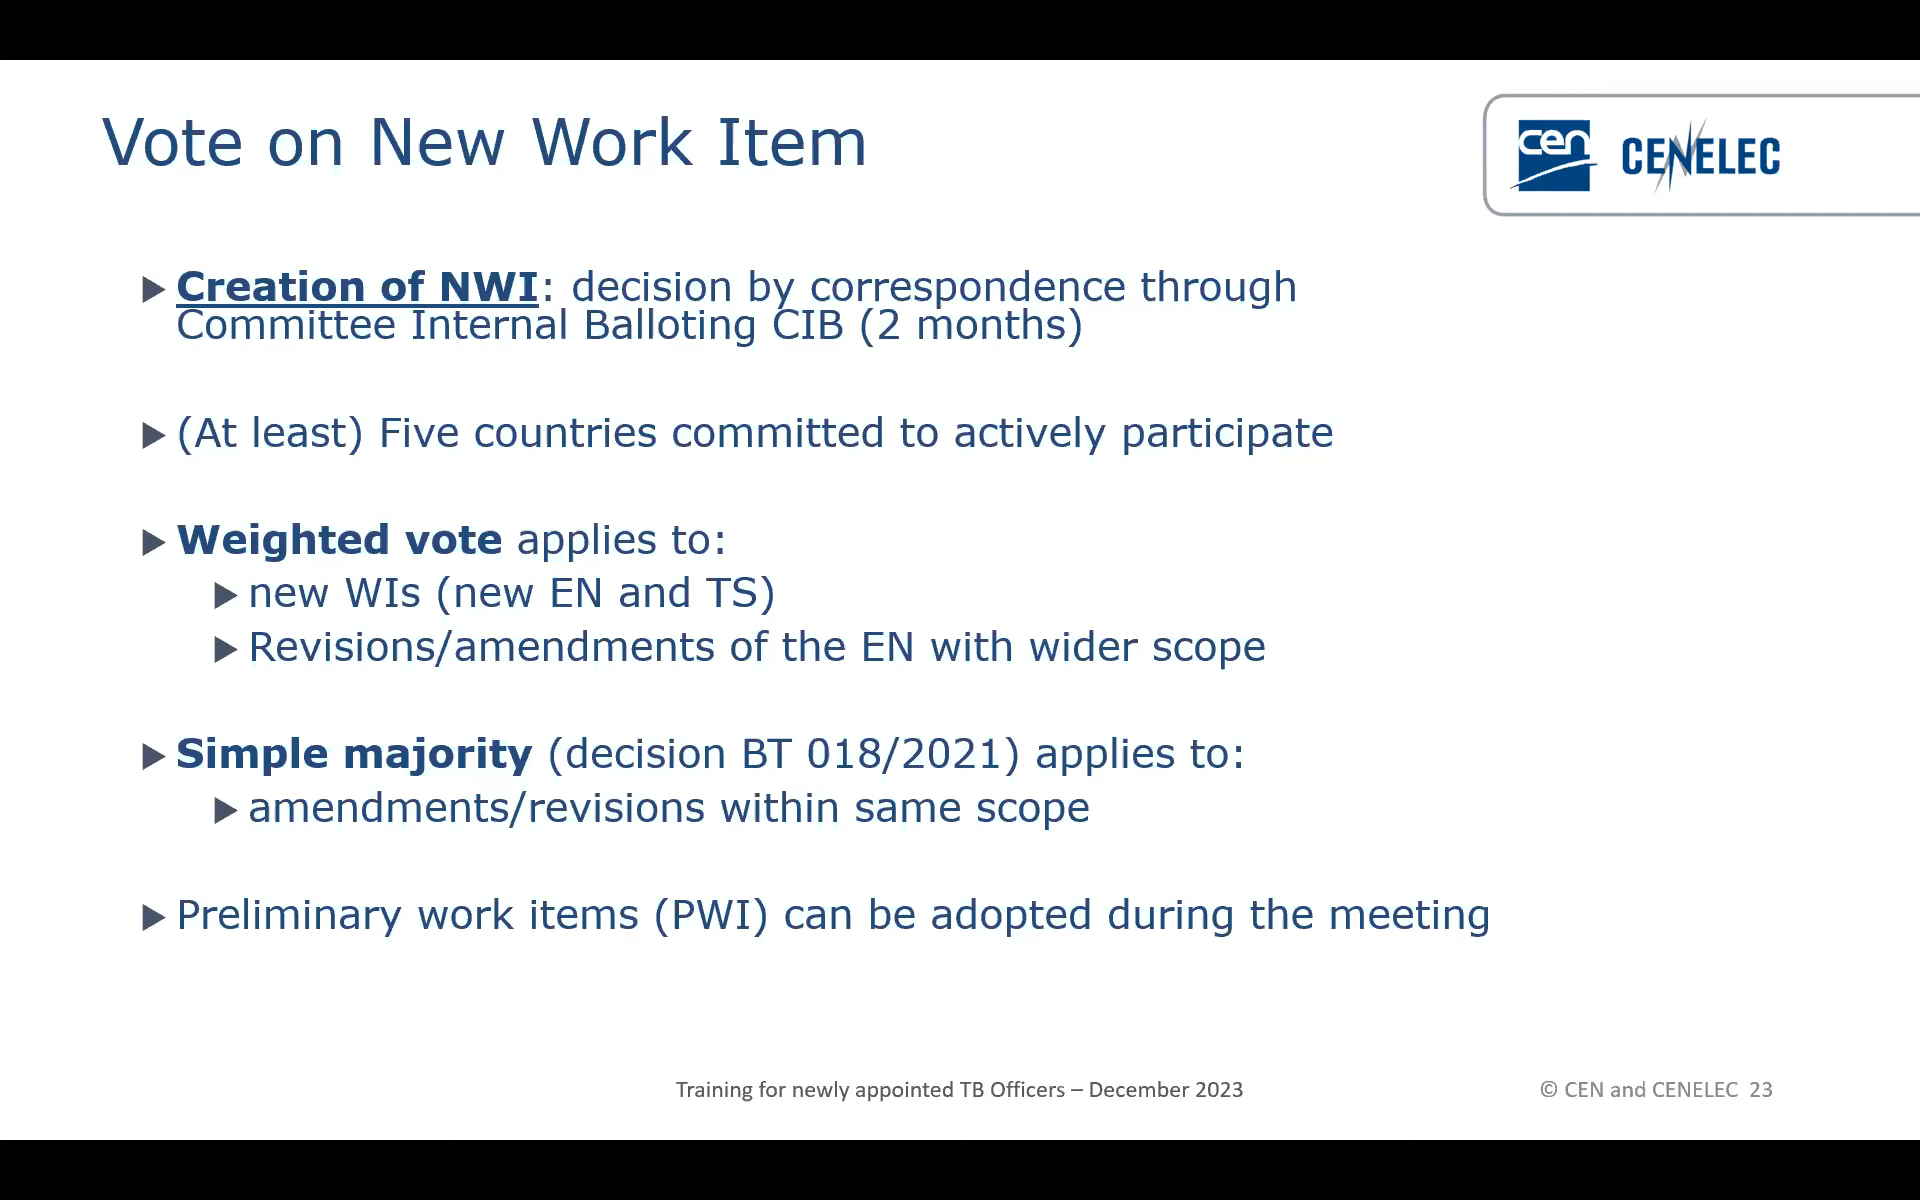 Vote on New Work Item
cen CENELEC
Creation of NWI: decision by correspondence through
Committee Internal Balloting CIB (2 months)
(At least) Five countries committed to actively participate
Weighted vote applies to:
new WIs (new EN and TS)
Revisions/amendments of the EN with wider scope
Simple majority (decision BT 018/2021) applies to:
amendments/revisions within same scope
Preliminary work items (PWI) can be adopted during the meeting
Training for newly appointed TB Officers – December 2023
© CEN and CENELEC 23